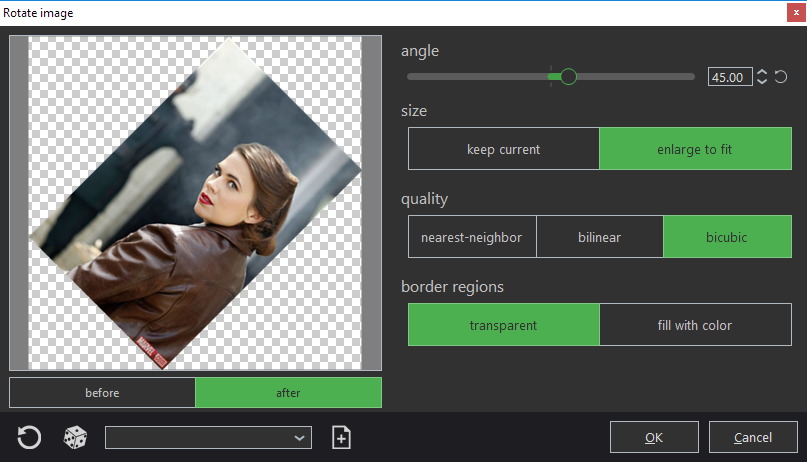 Rotate image
x
angle
45.00
size
keep current
enlarge to fit
quality
nearest-neighbor
bilinear
bicubic
border regions
transparent
fill with color
MARVEL
before
after
OK
Cancel